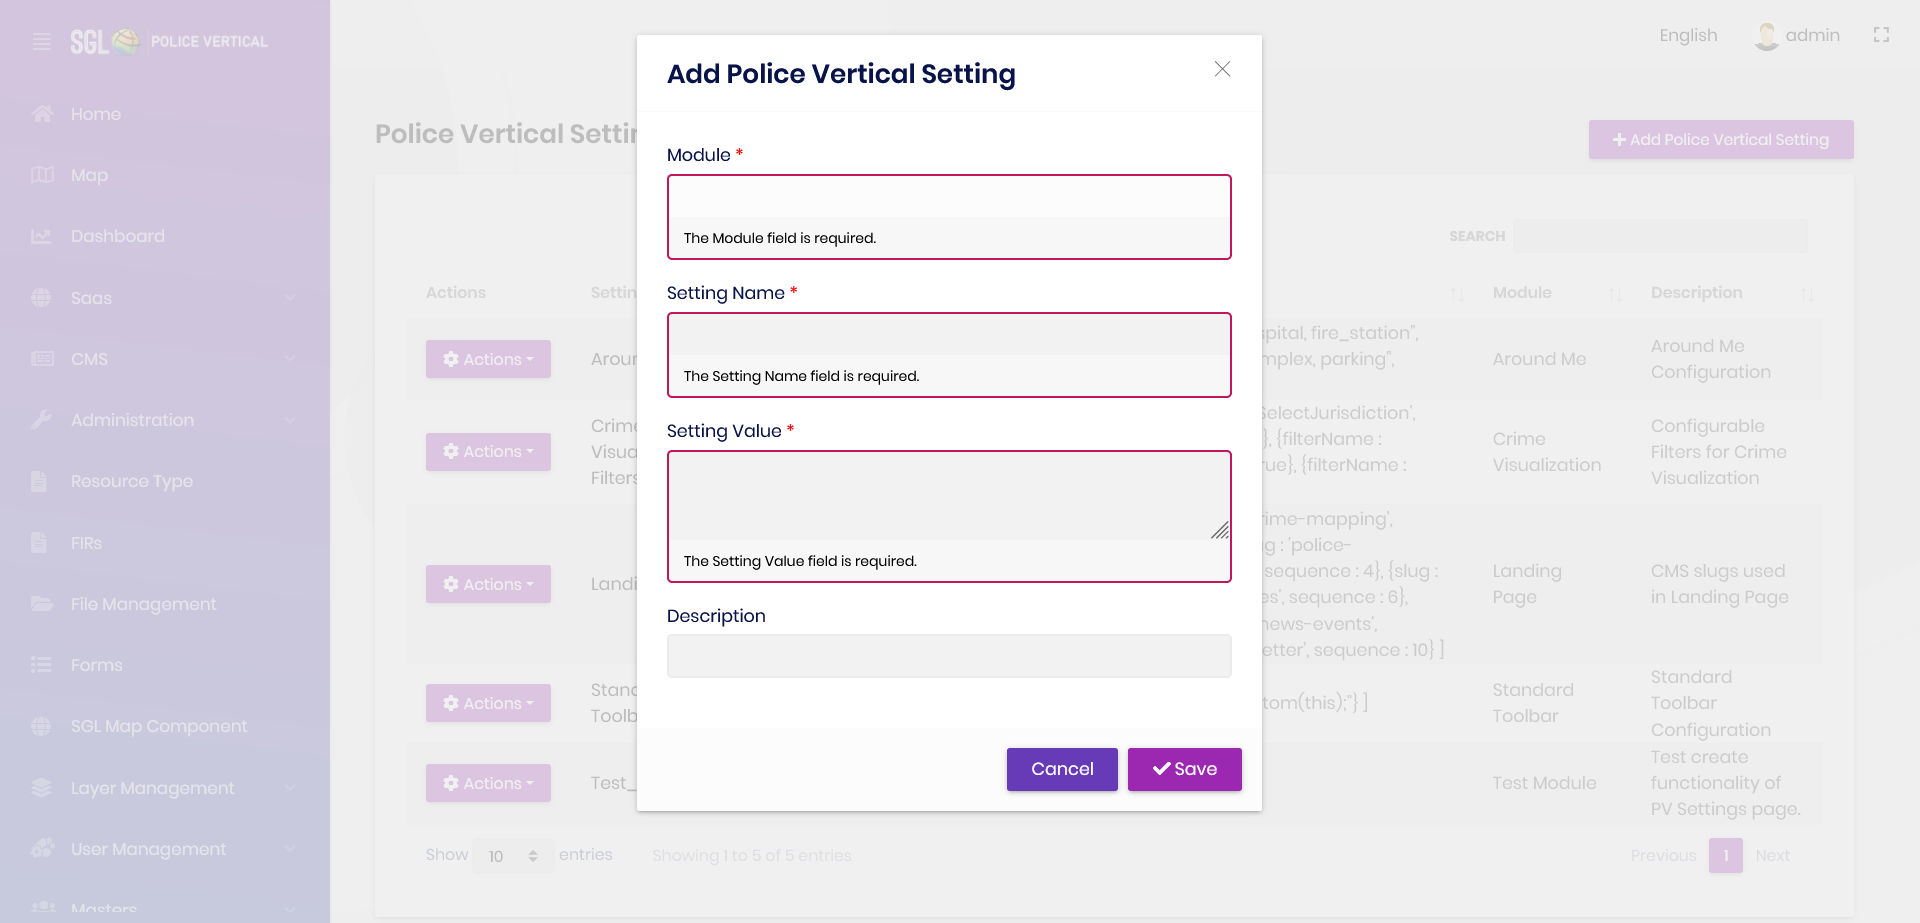 SGL POLICE VERTICAL
English
admin
Home
Map
Dashboard
Saas
CMS
Administration
Resource Type
FIRs
File Management
Forms
SGL Map Component
Layer Management
User Management
Masters
Police Vertical Settin
Add Police Vertical Setting
SEARCH
Actions Settin Module Description
Actions
Aroun
spital, fire_station",
mplex, parking",
Around Me
Around Me
Configuration
Actions
Crime
Visua
Filters
SelectJurisdiction',
}, {filterName :
rue}, {filterName :
Crime
Visualization
Configurable
Filters for Crime
Visualization
Actions
Landi
rime-mapping',
ug : 'police-
sequence : 4}, {slug :
es', sequence : 6},
news-events',
etter', sequence : 10} ]
Landing
Page
CMS slugs used
in Landing Page
Actions
Stand
Toolb
tom(this);"} ]
Standard
Toolbar
Standard
Toolbar
Configuration
Actions
Test_
Test Module
Test create
functionality of
PV Settings page.
Show 10 entries
Showing 1 to 5 of 5 entries
Previous 1 Next
Add Police Vertical Setting
Module *
The Module field is required.
Setting Name *
The Setting Name field is required.
Setting Value *
The Setting Value field is required.
Description
Cancel
Save